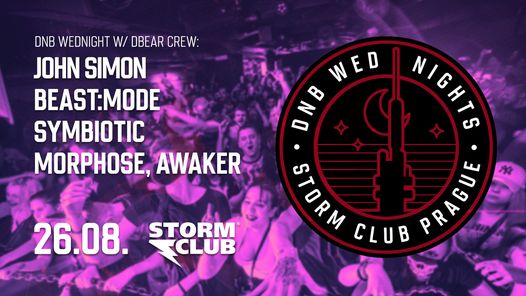 DNB WEDNIGHT W/ DBEAR CREW:
JOHN SIMON
BEAST:MODE
SYMBIOTIC
MORPHOSE, AWAKER
26.08.
STORM
CLUB
DNB WED NIGHTS
STORM CLUB PRAGUE